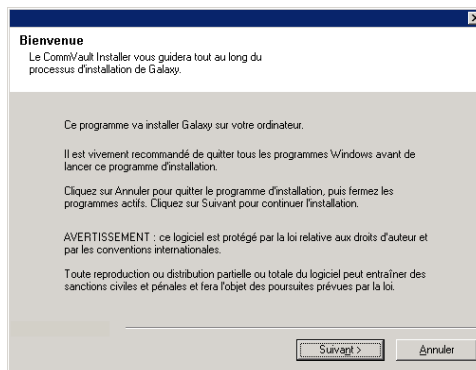 Bienvenue
Le CommVault Installer vous guidera tout au long du
processus d'installation de Galaxy.
Ce programme va installer Galaxy sur votre ordinateur.
Il est vivement recommandé de quitter tous les programmes Windows avant de
lancer ce programme d'installation.
Cliquez sur Annuler pour quitter le programme d'installation, puis fermez les
programmes actifs. Cliquez sur Suivant pour continuer l'installation.
AVERTISSEMENT : ce logiciel est protégé par la loi relative aux droits d'auteur et
par les conventions internationales.
Toute reproduction ou distribution partielle ou totale du logiciel peut entraîner des
sanctions civiles et pénales et fera l'objet des poursuites prévues par la loi.
Suivant > Annuler